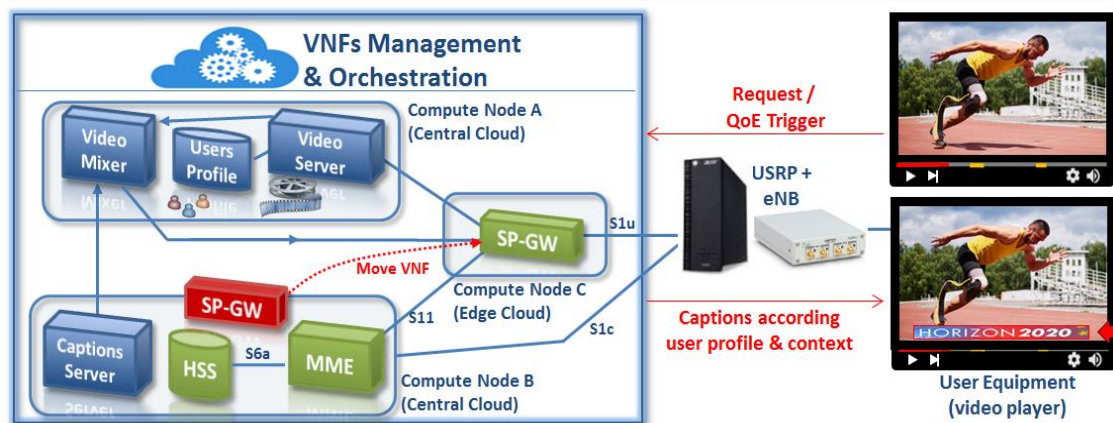 VNFs Management
& Orchestration
Compute Node A
(Central Cloud)
Video
Mixer
Users
Profile
Video
Server
Request /
QoE Trigger
USRP +
eNB
S1u
SP-GW
Move VNF
SP-GW
Compute Node C
(Edge Cloud)
S11
S1c
Captions
Server
HSS
S6a
MME
Compute Node B
(Central Cloud)
Captions according
user profile & context
HORIZON 2020
User Equipment
(video player)